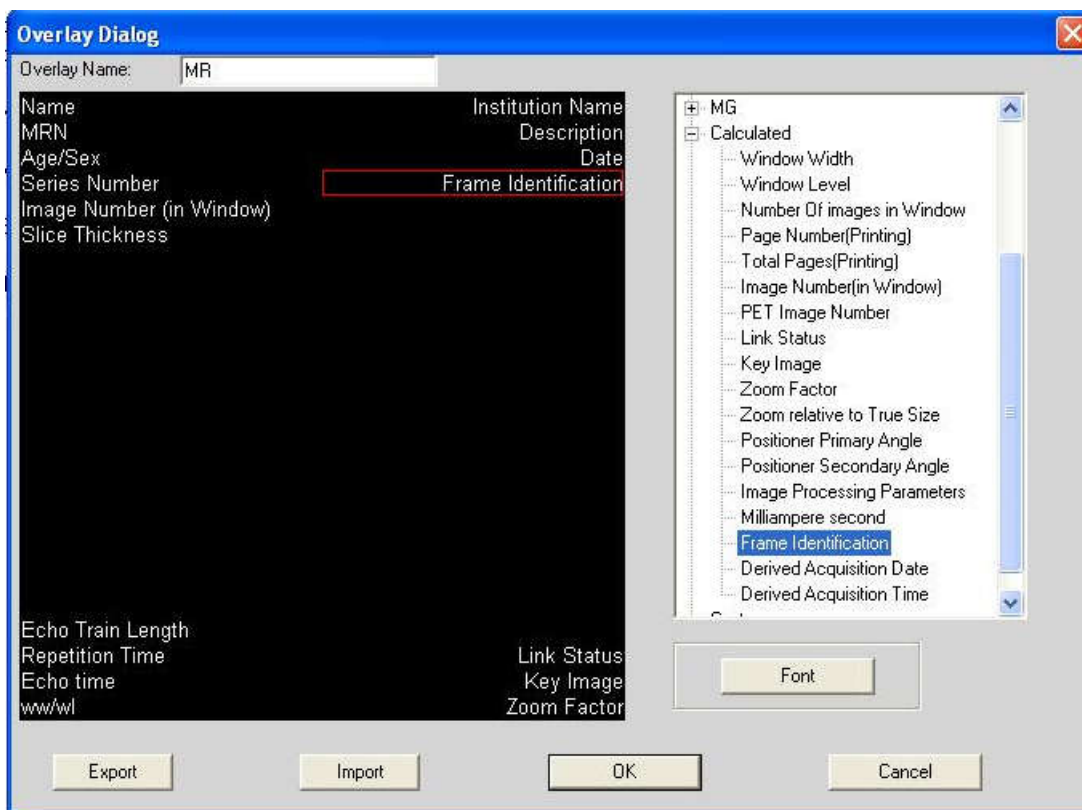 Overlay Dialog
Overlay Name: MR
Name
MRN
Age/Sex
Series Number
Image Number (in Window)
Slice Thickness
Institution Name
Description
Date
Frame Identification
Echo Train Length
Repetition Time
Echo time
ww/wl
Link Status
Key Image
Zoom Factor
MG
Calculated
Window Width
Window Level
Number Of images in Window
Page Number(Printing)
Total Pages(Printing)
Image Number(in Window)
PET Image Number
Link Status
Key Image
Zoom Factor
Zoom relative to True Size
Positioner Primary Angle
Positioner Secondary Angle
Image Processing Parameters
Milliampere second
Frame Identification
Derived Acquisition Date
Derived Acquisition Time
Font
Export
Import
OK
Cancel